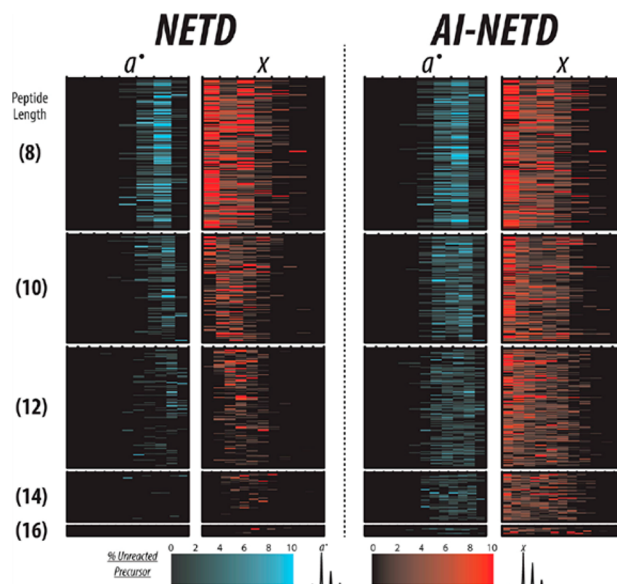 NETD AI-NETD
a• x a• x
Peptide
Length
(8)
(10)
(12)
(14)
(16)
% Unreacted
Precursor
0 2 4 6 8 10 a• 0 2 4 6 8 10 x